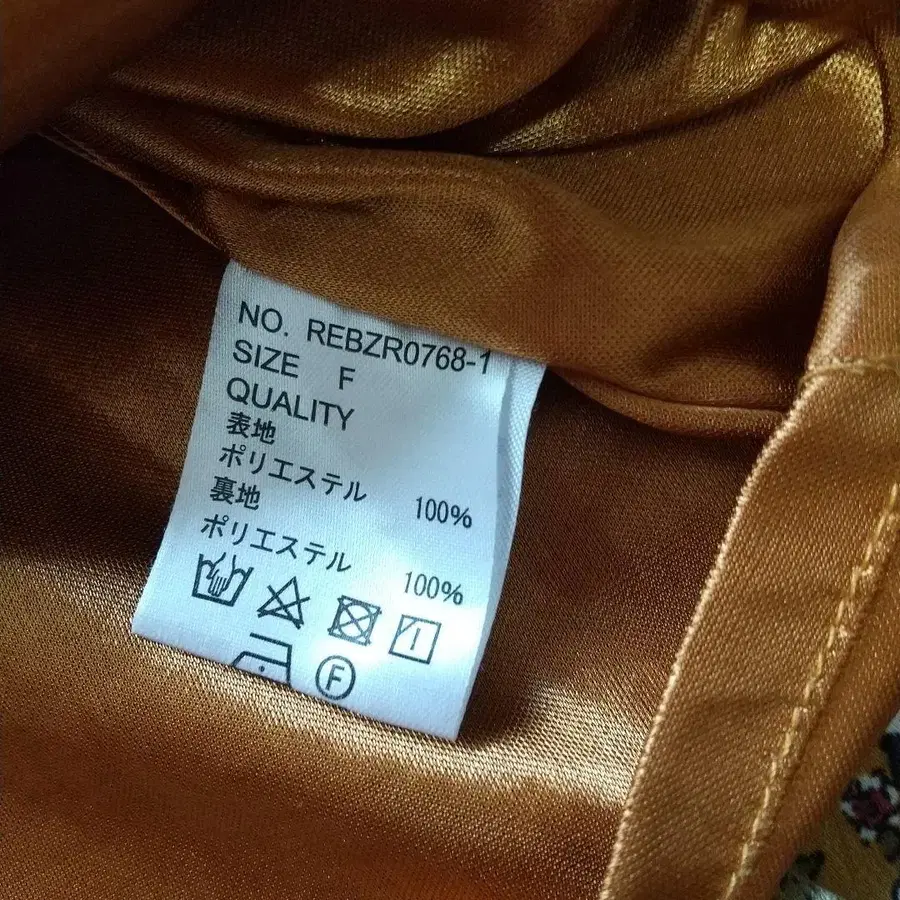 NO. REBZR0768-1
SIZE F
QUALITY
表地
ポリエステル 100%
裏地
ポリエステル 100%
F